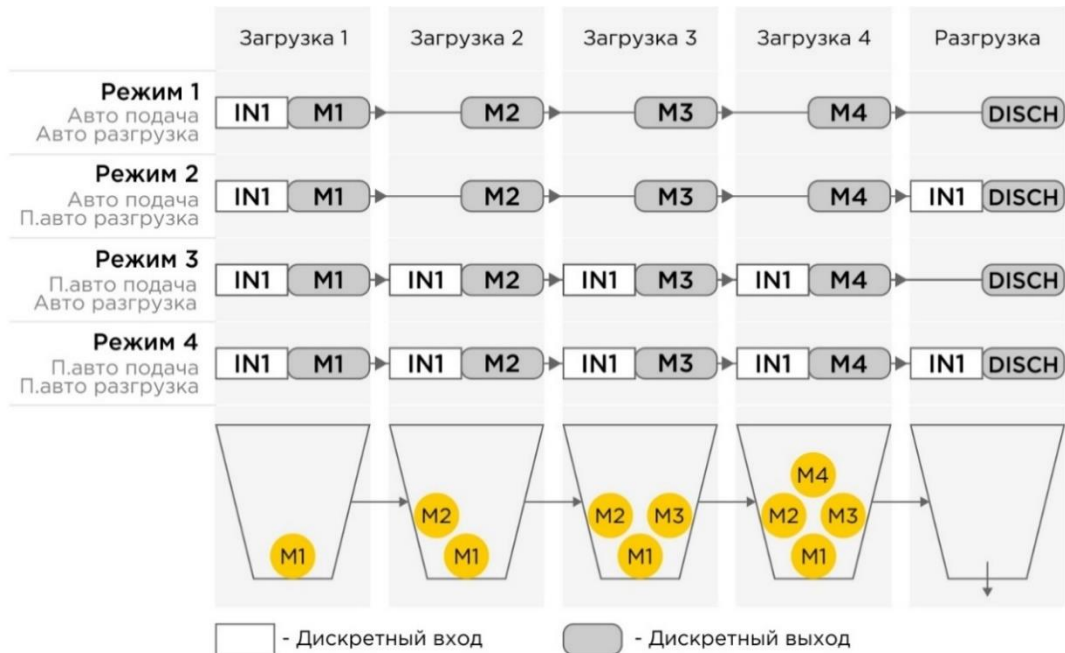 Загрузка 1 Загрузка 2 Загрузка 3 Загрузка 4 Разгрузка
Режим 1
Авто подача
Авто разгрузка
IN1 M1 M2 M3 M4 DISCH
Режим 2
Авто подача
П.авто разгрузка
IN1 M1 M2 M3 M4 IN1 DISCH
Режим 3
П.авто подача
Авто разгрузка
IN1 M1 IN1 M2 IN1 M3 IN1 M4 DISCH
Режим 4
П.авто подача
П.авто разгрузка
IN1 M1 IN1 M2 IN1 M3 IN1 M4 IN1 DISCH
M4
M2 M2 M3 M2 M3
M1 M1 M1 M1
- Дискретный вход - Дискретный выход